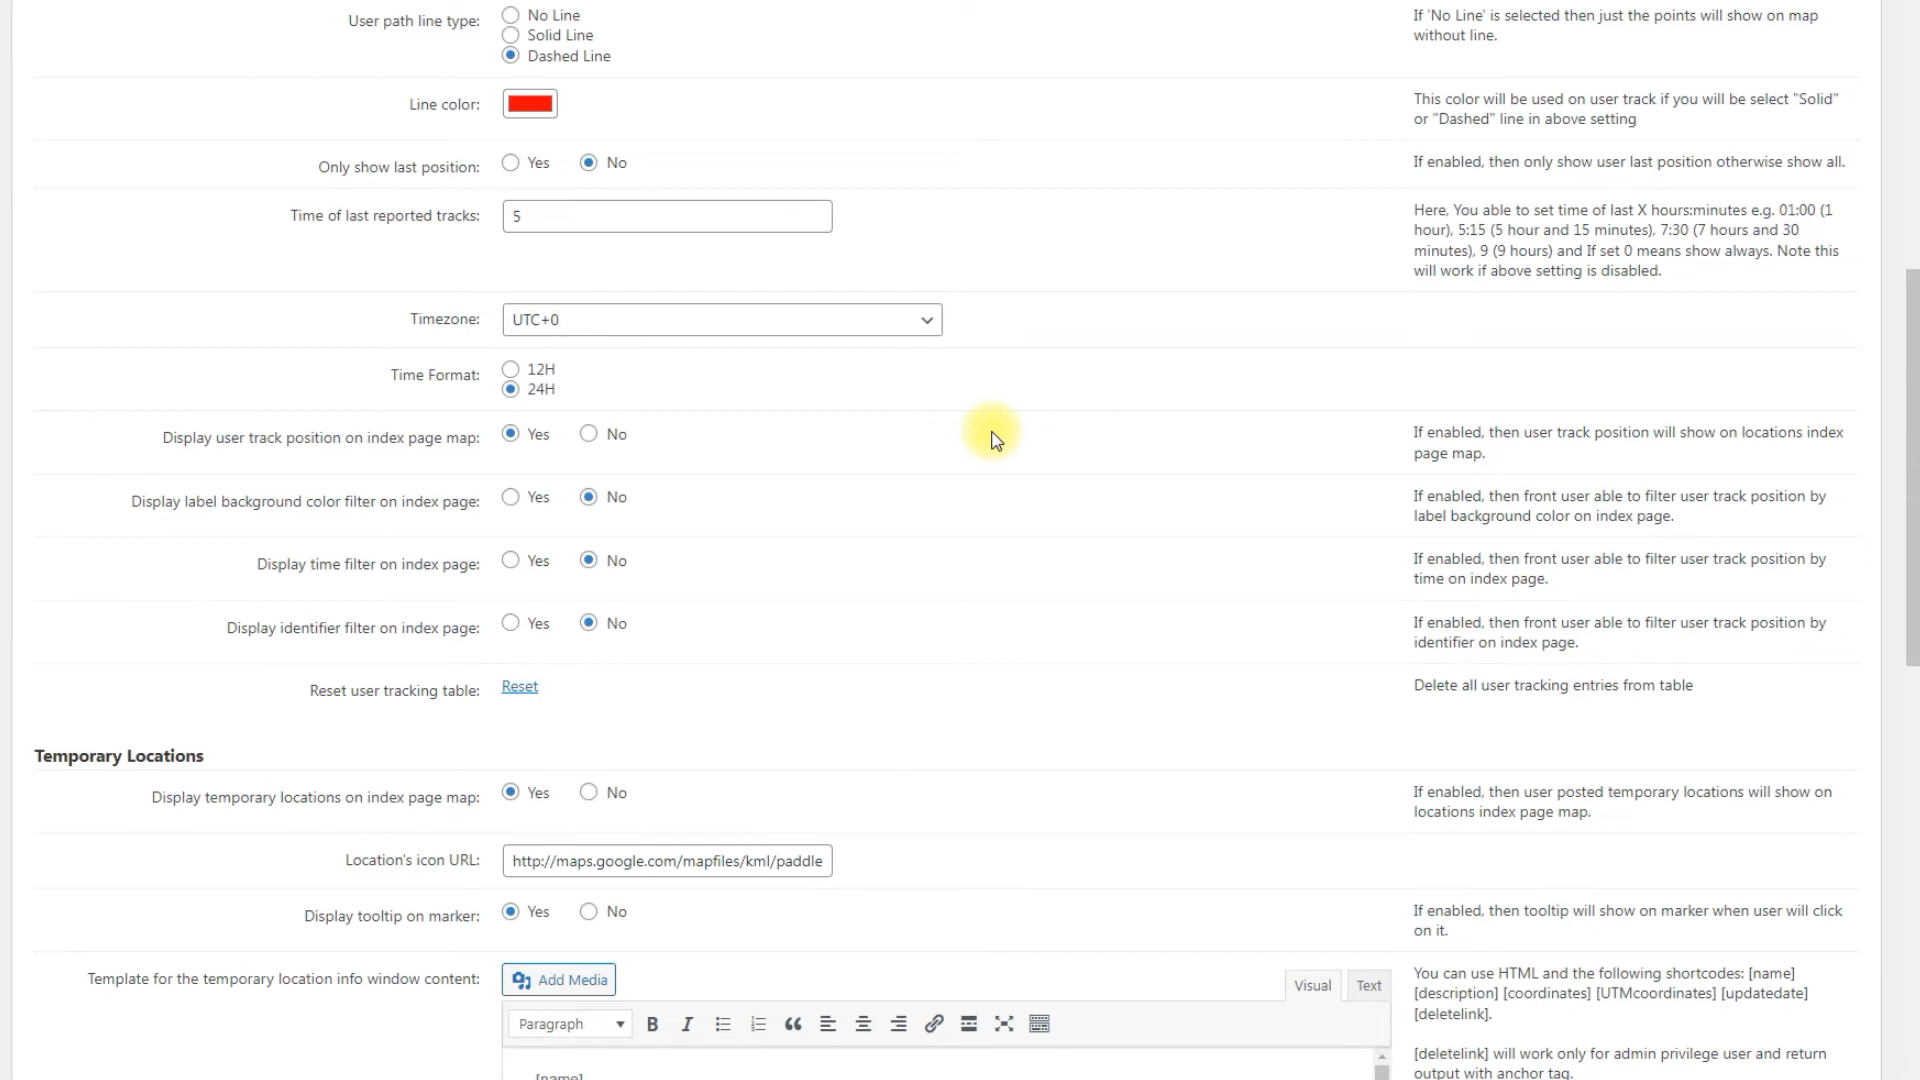 User path line type:
No Line
Solid Line
Dashed Line
If 'No Line' is selected then just the points will show on map
without line.
Line color:
This color will be used on user track if you will be select "Solid"
or "Dashed" line in above setting
Only show last position:
Yes No
If enabled, then only show user last position otherwise show all.
Time of last reported tracks:
5
Here, You able to set time of last X hours:minutes e.g. 01:00 (1
hour), 5:15 (5 hour and 15 minutes), 7:30 (7 hours and 30
minutes), 9 (9 hours) and If set 0 means show always. Note this
will work if above setting is disabled.
Timezone:
UTC+0
Time Format:
12H
24H
Display user track position on index page map:
Yes No
If enabled, then user track position will show on locations index
page map.
Display label background color filter on index page:
Yes No
If enabled, then front user able to filter user track position by
label background color on index page.
Display time filter on index page:
Yes No
If enabled, then front user able to filter user track position by
time on index page.
Display identifier filter on index page:
Yes No
If enabled, then front user able to filter user track position by
identifier on index page.
Reset user tracking table:
Reset
Delete all user tracking entries from table
Temporary Locations
Display temporary locations on index page map:
Yes No
If enabled, then user posted temporary locations will show on
locations index page map.
Location's icon URL:
http://maps.google.com/mapfiles/kml/paddle
Display tooltip on marker:
Yes No
If enabled, then tooltip will show on marker when user will click
on it.
Template for the temporary location info window content:
Add Media
Visual Text
Paragraph
[name]
You can use HTML and the following shortcodes: [name]
[description] [coordinates] [UTMcoordinates] [updatedate]
[deletelink].
[deletelink] will work only for admin privilege user and return
output with anchor tag.